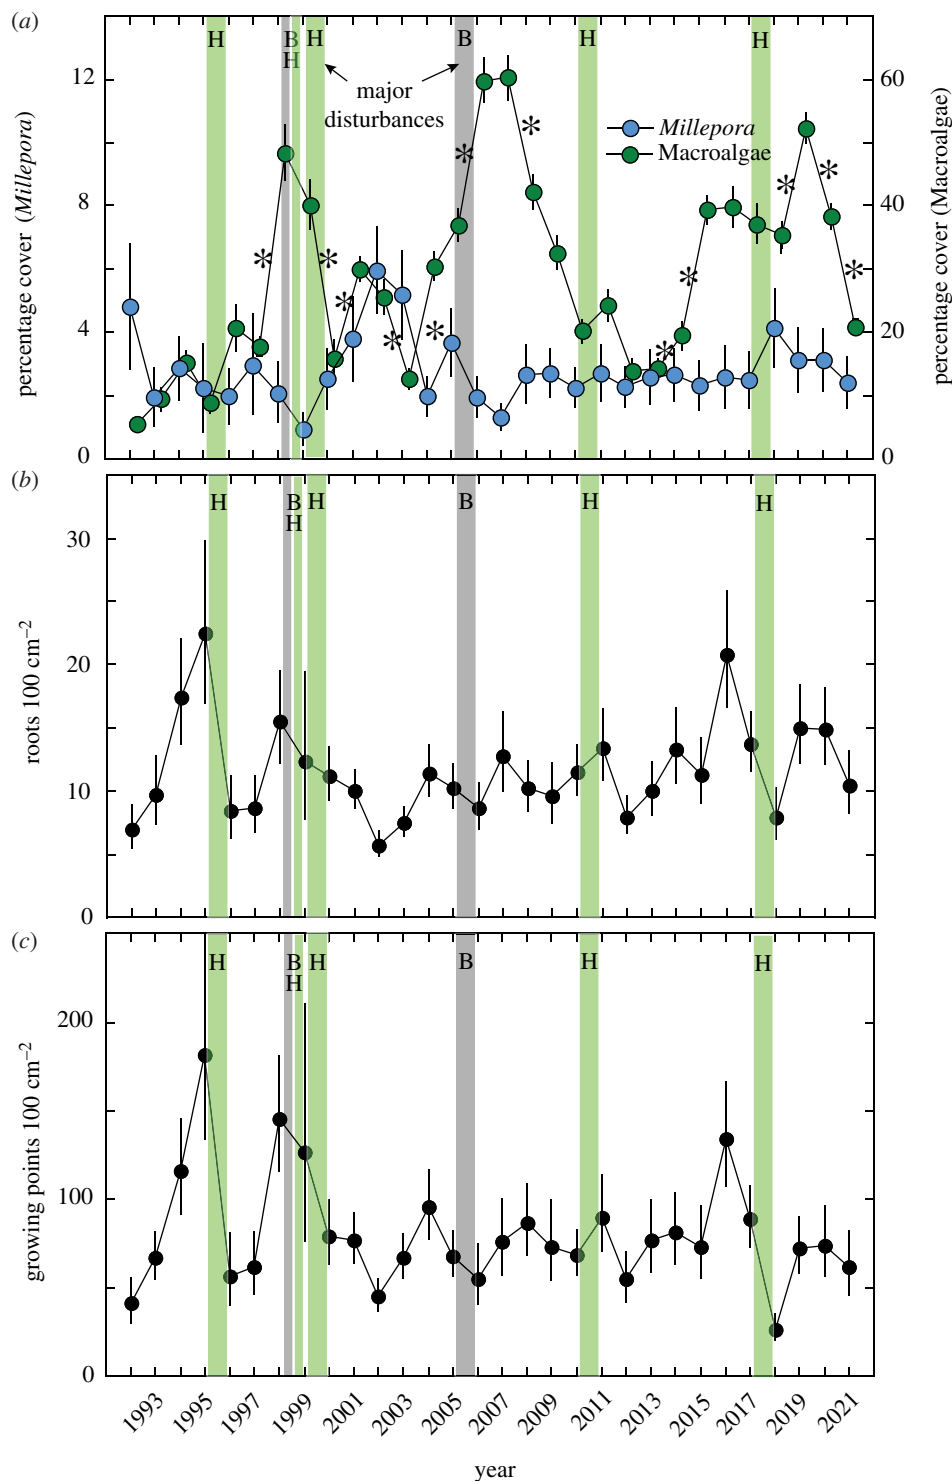 (a)
H
B
H
H
B
H
H
major
disturbances
Millepora
Macroalgae
*
*
*
*
*
*
*
*
*
*
*
*
*
percentage cover (Millepora)
12
8
4
0
percentage cover (Macroalgae)
60
40
20
0
(b)
H
B
H
H
B
H
H
roots 100 cm−2
30
20
10
0
(c)
H
B
H
H
B
H
H
growing points 100 cm−2
200
100
0
1993
1995
1997
1999
2001
2003
2005
2007
2009
2011
2013
2015
2017
2019
2021
year